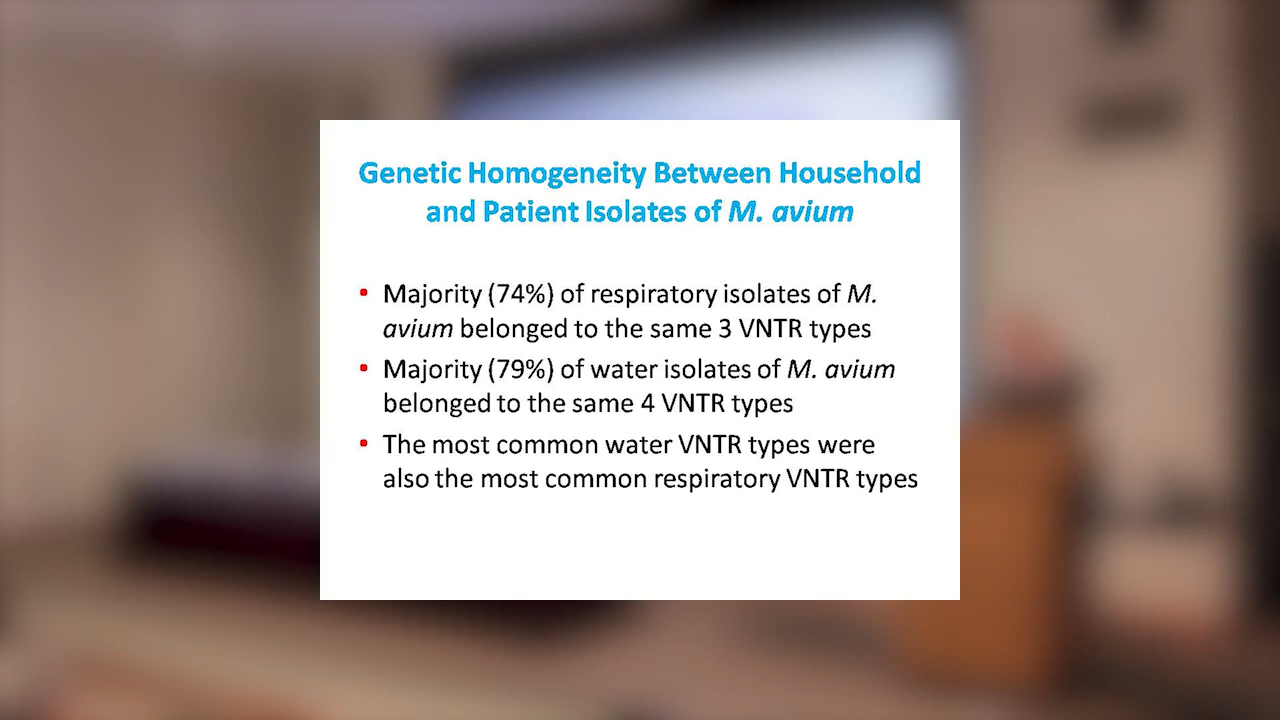 Genetic Homogeneity Between Household
and Patient Isolates of M. avium
• Majority (74%) of respiratory isolates of M.
avium belonged to the same 3 VNTR types
• Majority (79%) of water isolates of M. avium
belonged to the same 4 VNTR types
• The most common water VNTR types were
also the most common respiratory VNTR types